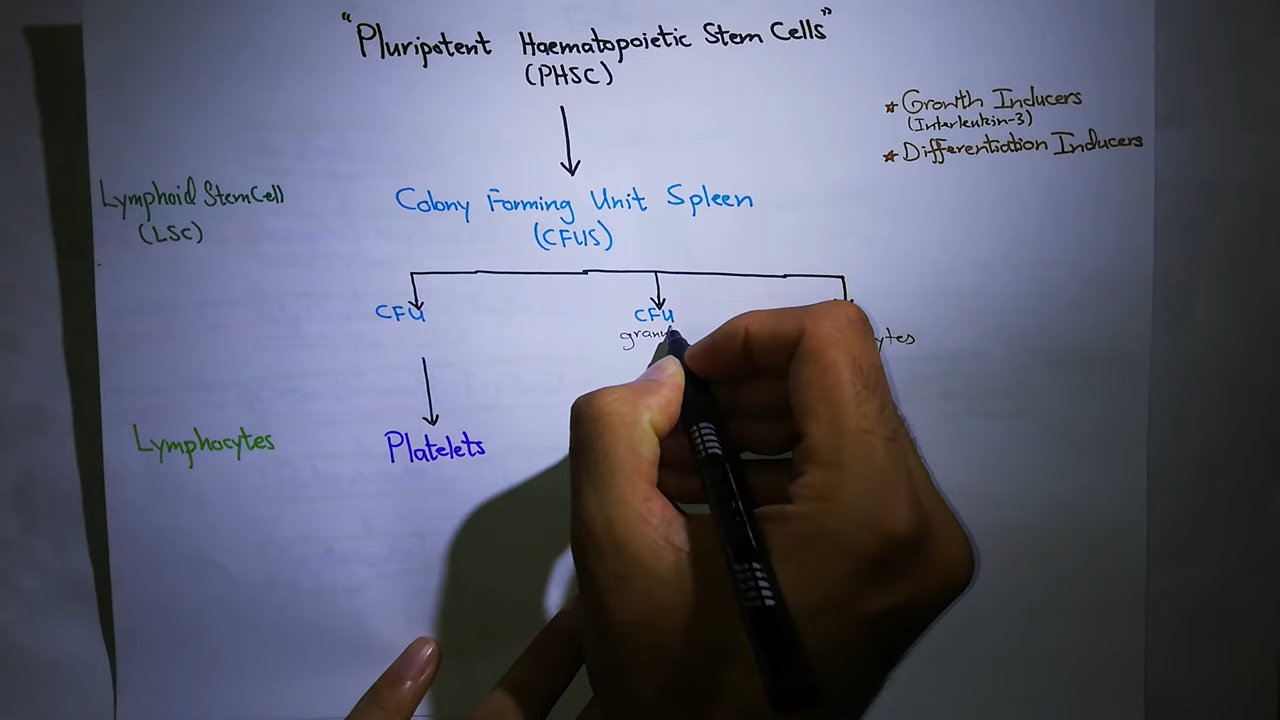 "Pluripotent Haematopoietic Stem Cells"
(PHSC)
★ Growth Inducers
(Interleukin-3)
★ Differentiation Inducers
Lymphoid Stem Cell
(LSC)
Colony Forming Unit Spleen
(CFUS)
CFU
CFU
Lymphocytes
Platelets